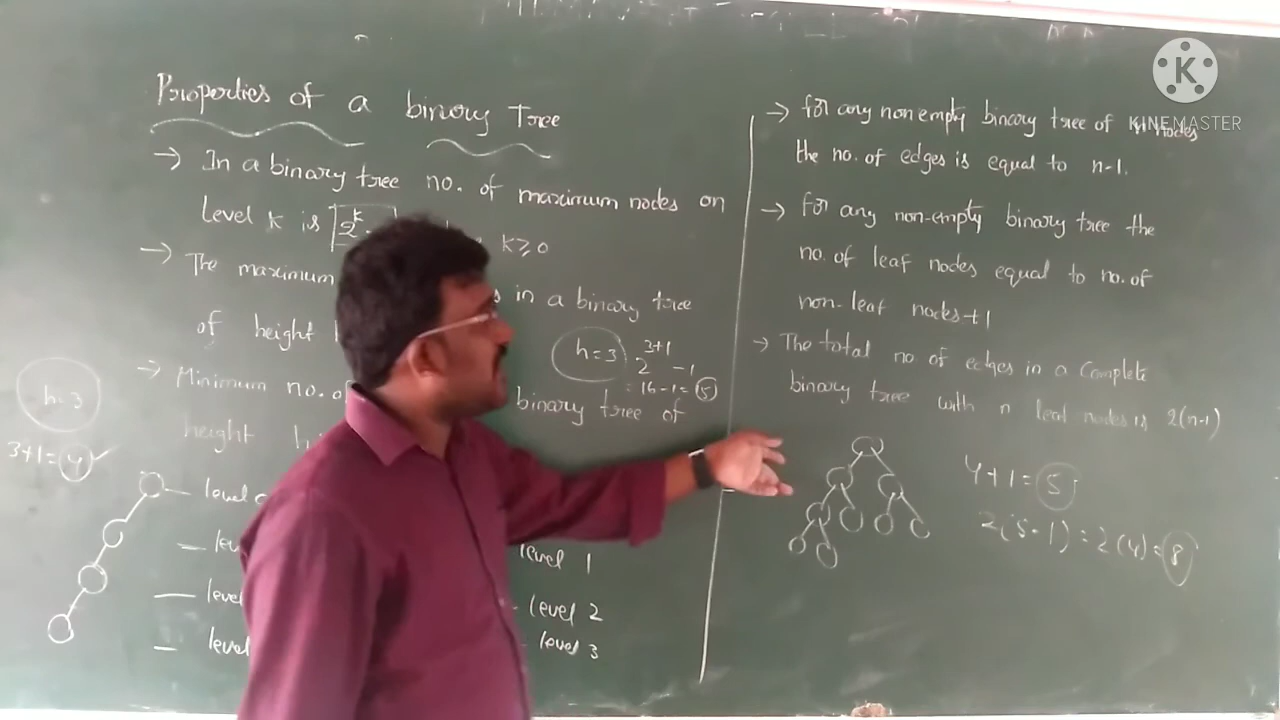 Properties of a binary Tree
→ In a binary tree no. of maximum nodes on
Level K is 2^k K≥0
→ The maximum in a binary tree
of height
h=3 2^3+1 -1
= 16-1=15
→ Minimum no. of binary tree of
height
h=3
3+1=4 ✓
level
level 1
level 2
level 3
→ for any non empty binary tree of n nodes
the no. of edges is equal to n-1.
→ for any non-empty binary tree the
no. of leaf nodes equal to no. of
non-leaf nodes+1
→ The total no of edges in a Complete
binary tree with n leaf nodes is 2(n-1)
4+1=5
2(5-1)=2(4)=8
K
KINEMASTER